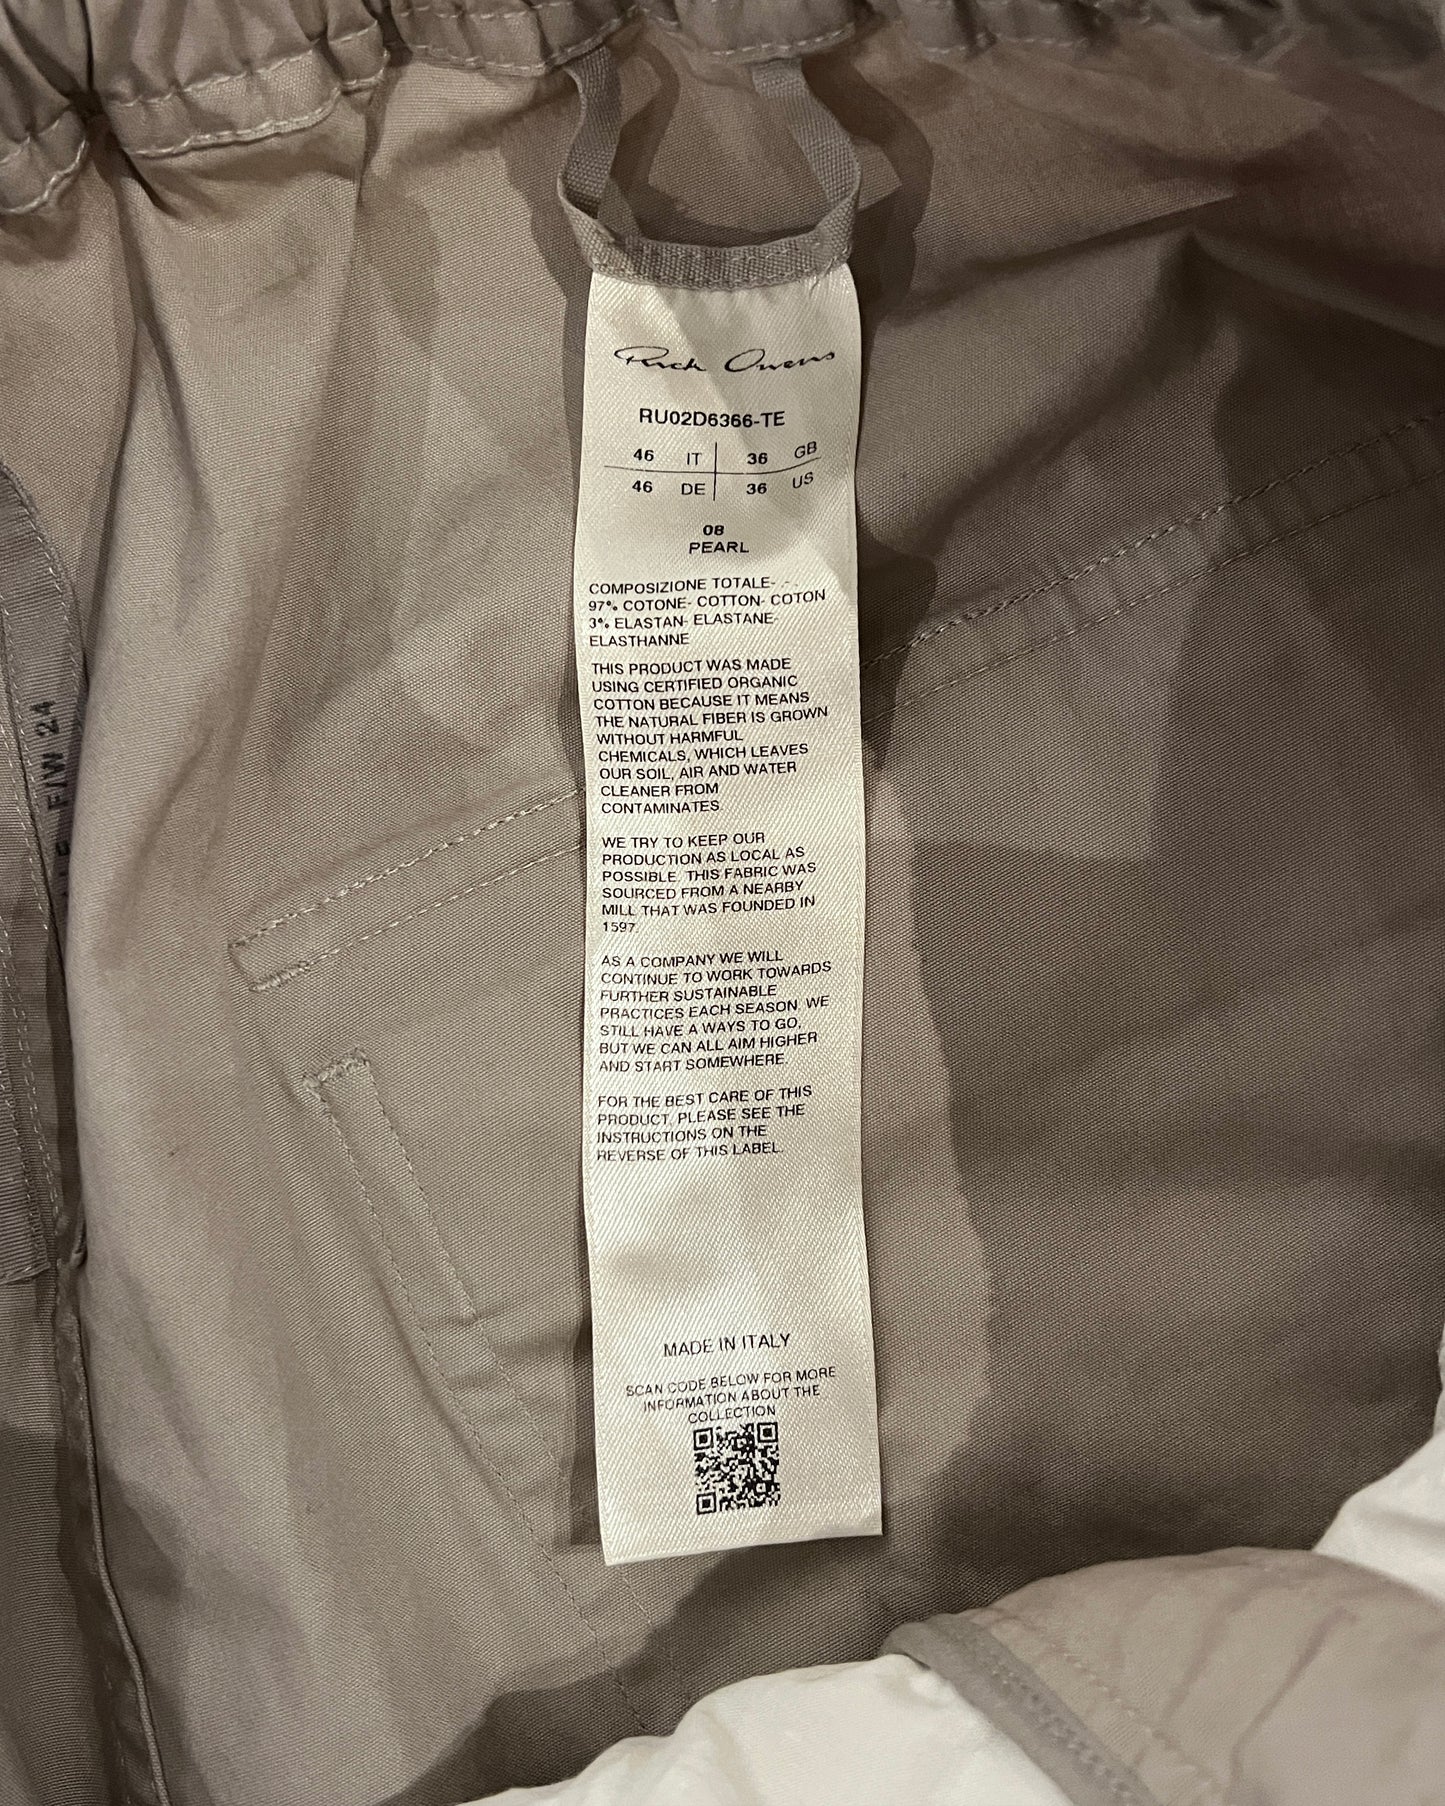 Rick Owens
RU02D6366-TE
46 IT 36 GB
46 DE 36 US
08
PEARL
COMPOSIZIONE TOTALE-
97% COTONE- COTTON- COTON
3% ELASTAN- ELASTANE-
ELASTHANNE
THIS PRODUCT WAS MADE
USING CERTIFIED ORGANIC
COTTON BECAUSE IT MEANS
THE NATURAL FIBER IS GROWN
WITHOUT HARMFUL
CHEMICALS, WHICH LEAVES
OUR SOIL, AIR AND WATER
CLEANER FROM
CONTAMINATES.
WE TRY TO KEEP OUR
PRODUCTION AS LOCAL AS
POSSIBLE. THIS FABRIC WAS
SOURCED FROM A NEARBY
MILL THAT WAS FOUNDED IN
1597.
AS A COMPANY WE WILL
CONTINUE TO WORK TOWARDS
FURTHER SUSTAINABLE
PRACTICES EACH SEASON. WE
STILL HAVE A WAYS TO GO,
BUT WE CAN ALL AIM HIGHER
AND START SOMEWHERE.
FOR THE BEST CARE OF THIS
PRODUCT, PLEASE SEE THE
INSTRUCTIONS ON THE
REVERSE OF THIS LABEL.
MADE IN ITALY
SCAN CODE BELOW FOR MORE
INFORMATION ABOUT THE
COLLECTION
F/W 24